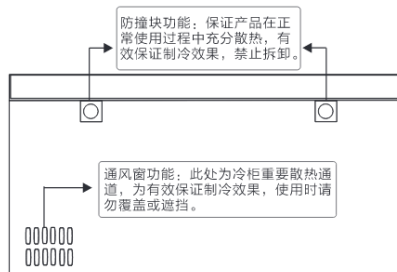 防撞块功能：保证产品在正
常使用过程中充分散热，有
效保证制冷效果，禁止拆卸。
通风窗功能：此处为冷柜重要散热通
道，为有效保证制冷效果，使用时请
勿覆盖或遮挡。